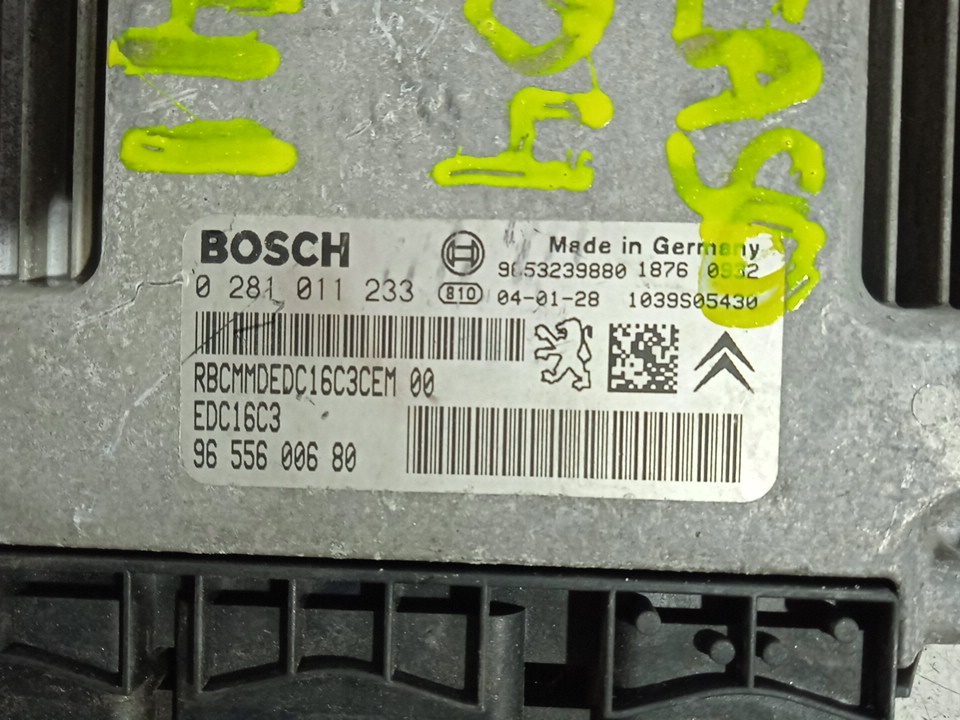 BOSCH
Made in Germany
9653239880 1876 0932
0 281 011 233
810 04-01-28 1039S05430
RBCMMDEDC16C3CEM 00
EDC16C3
96 556 006 80